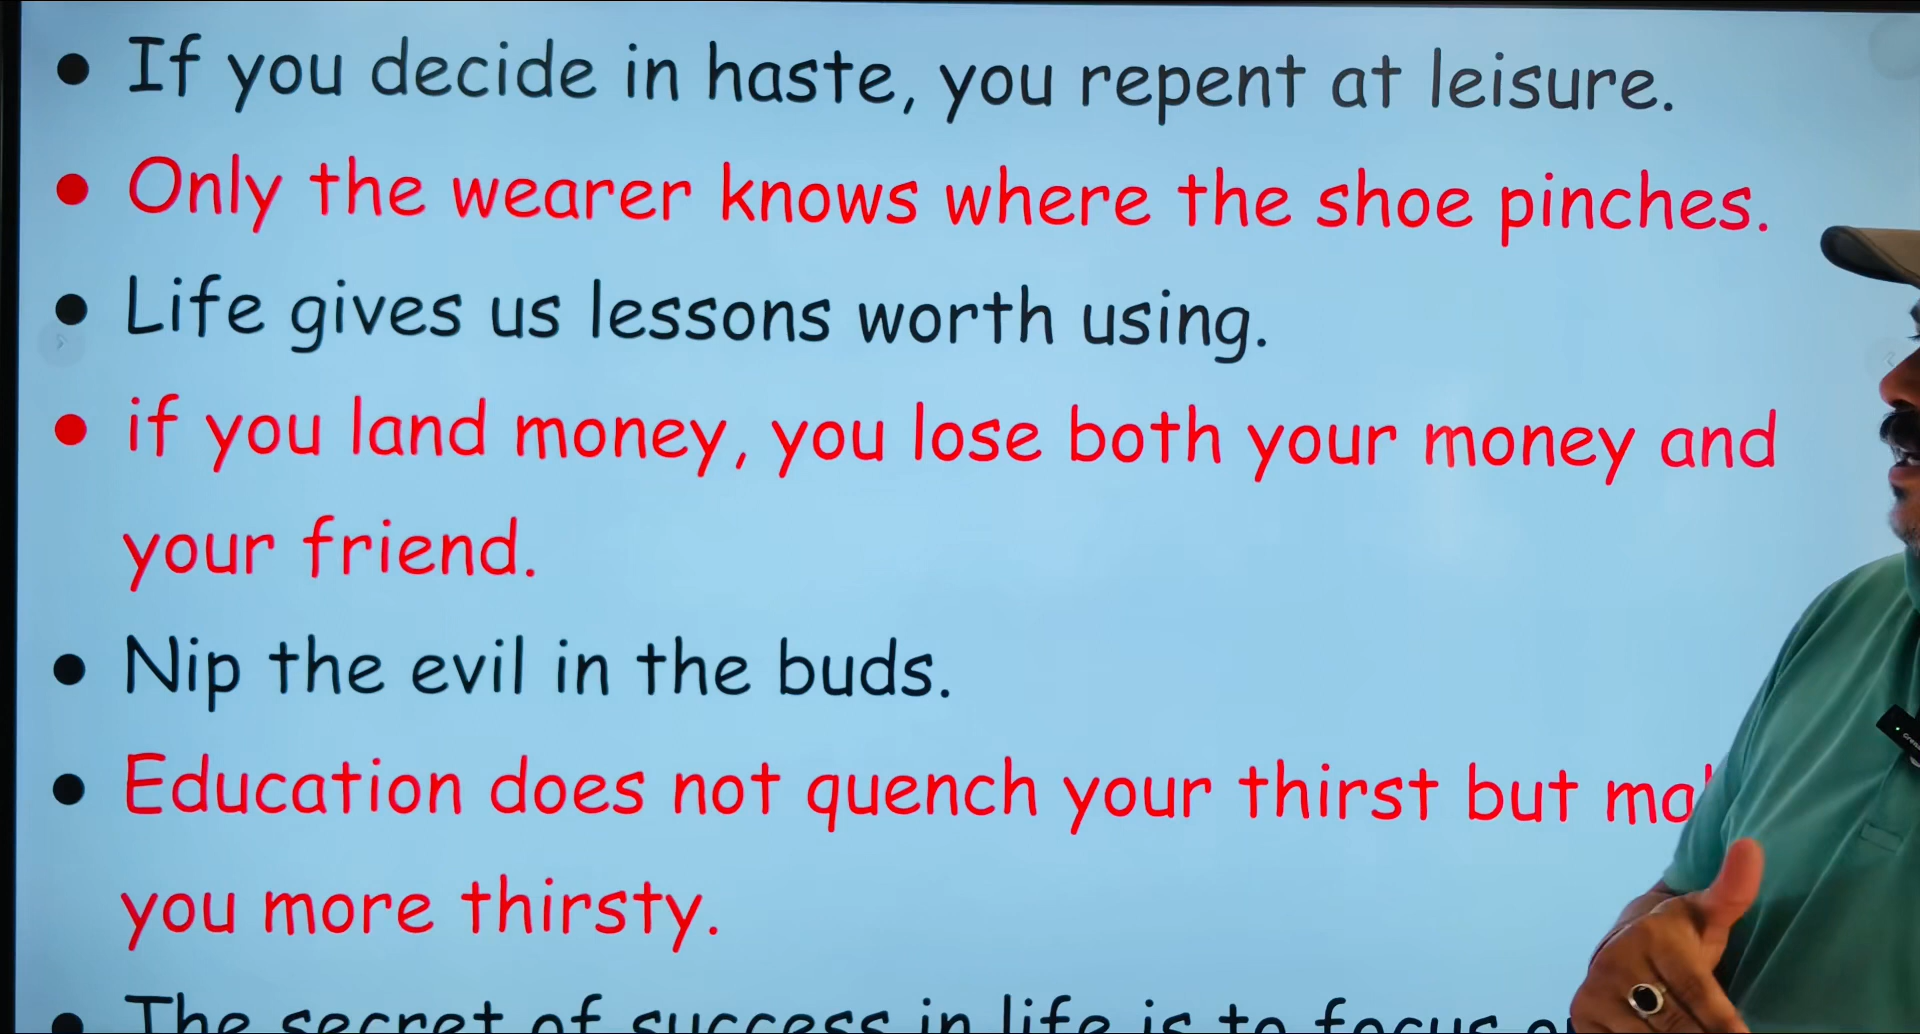 • If you decide in haste, you repent at leisure.
• Only the wearer knows where the shoe pinches.
• Life gives us lessons worth using.
• if you land money, you lose both your money and
your friend.
• Nip the evil in the buds.
• Education does not quench your thirst but
you more thirsty.
• The secret of success in life is to focus